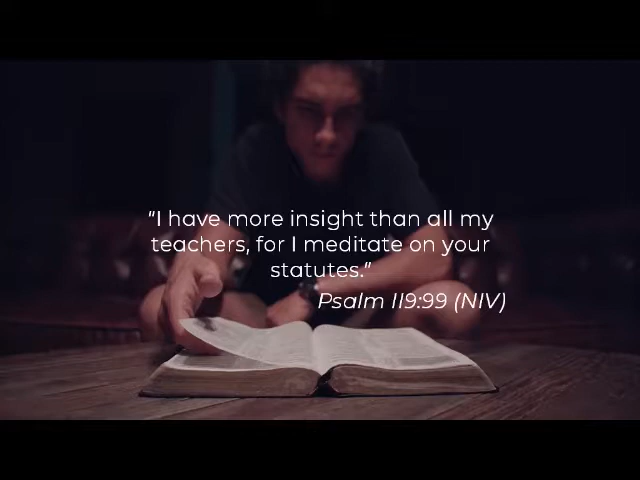 “I have more insight than all my
teachers, for I meditate on your
statutes.”
Psalm 119:99 (NIV)